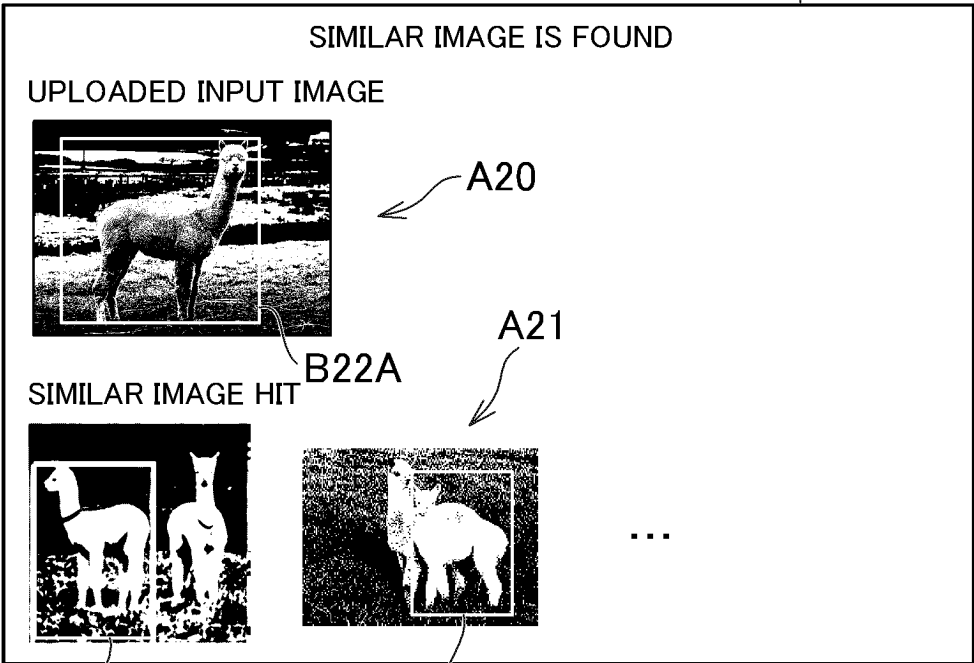 SIMILAR IMAGE IS FOUND
UPLOADED INPUT IMAGE
A20
A21
B22A
SIMILAR IMAGE HIT
...